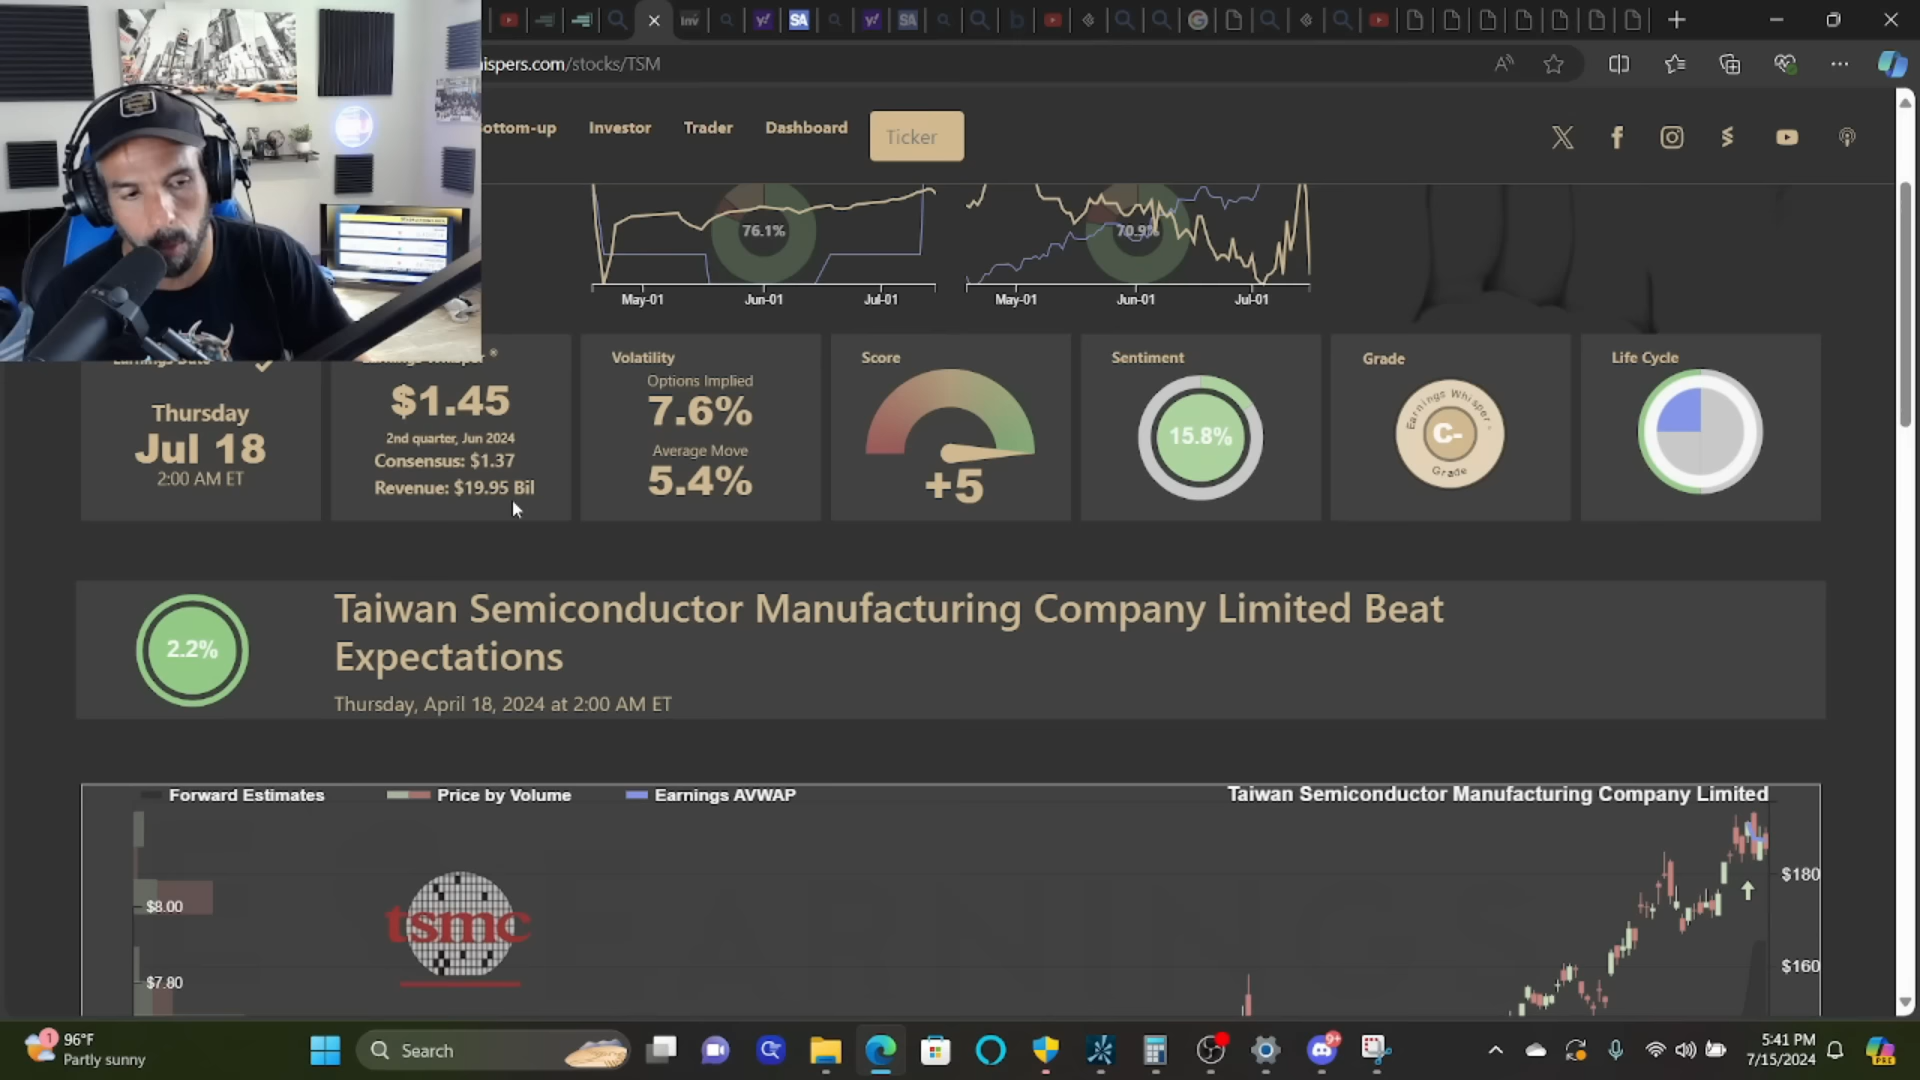 ispers.com/stocks/TSM
ottom-up
Investor
Trader
Dashboard
Ticker
76.1%
70.9%
May-01
Jun-01
Jul-01
May-01
Jun-01
Jul-01
Thursday
Jul 18
2:00 AM ET
$1.45
2nd quarter, Jun 2024
Consensus: $1.37
Revenue: $19.95 Bil
Volatility
Options Implied
7.6%
Average Move
5.4%
Score
+5
Sentiment
15.8%
Grade
Earnings Whisper
C-
Grade
Life Cycle
2.2%
Taiwan Semiconductor Manufacturing Company Limited Beat
Expectations
Thursday, April 18, 2024 at 2:00 AM ET
Forward Estimates
Price by Volume
Earnings AVWAP
Taiwan Semiconductor Manufacturing Company Limited
$8.00
$7.80
tsmc
$180
$160
96°F
Partly sunny
Search
5:41 PM
7/15/2024